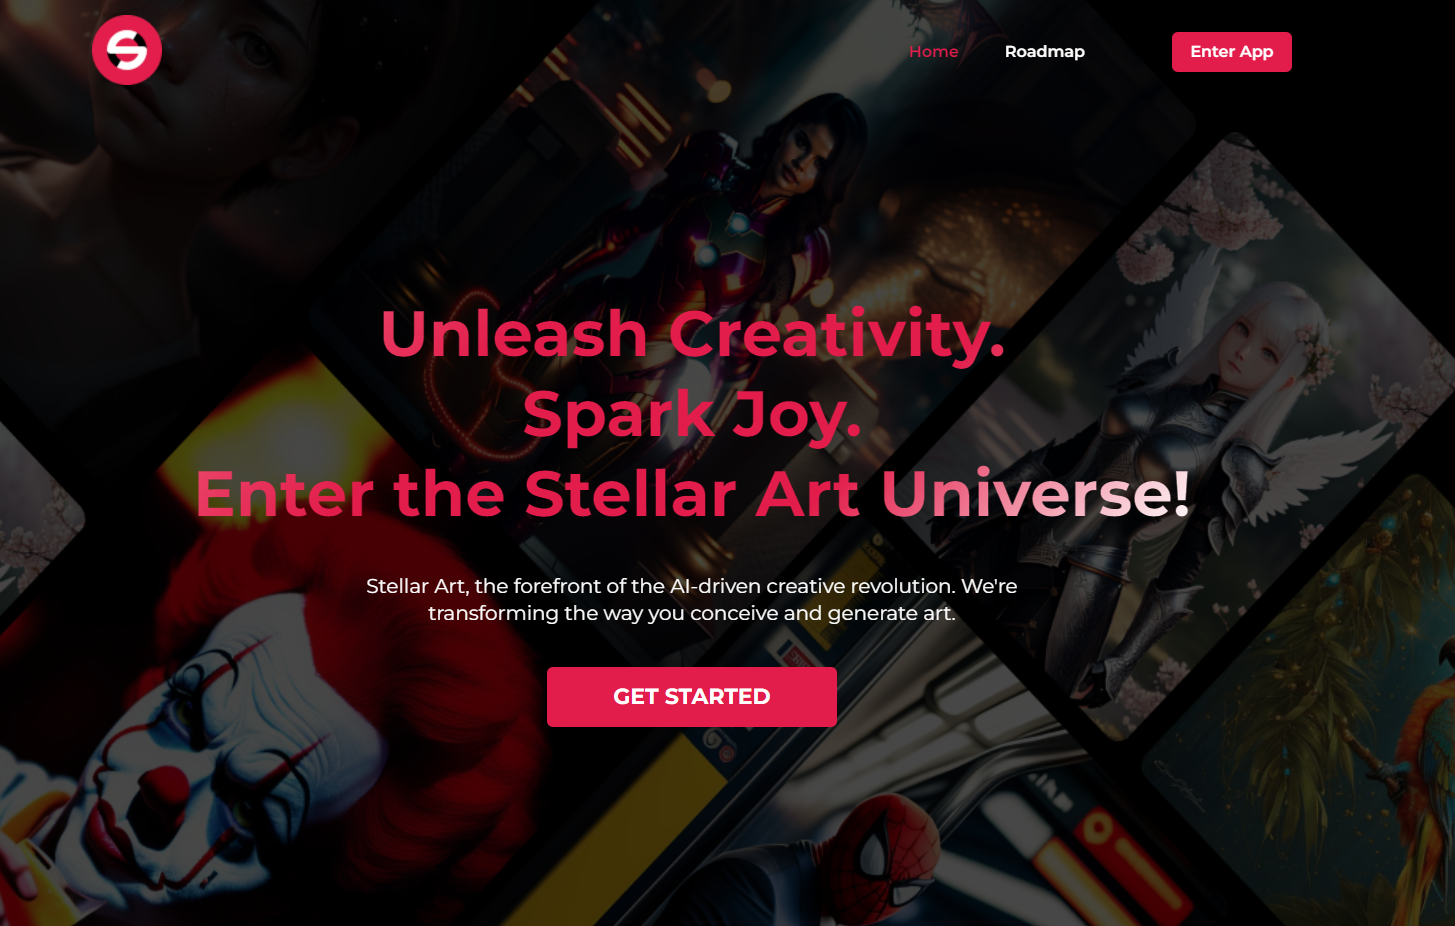 Home
Roadmap
Enter App
Unleash Creativity.
Spark Joy.
Enter the Stellar Art Universe!
Stellar Art, the forefront of the AI-driven creative revolution. We're
transforming the way you conceive and generate art.
GET STARTED